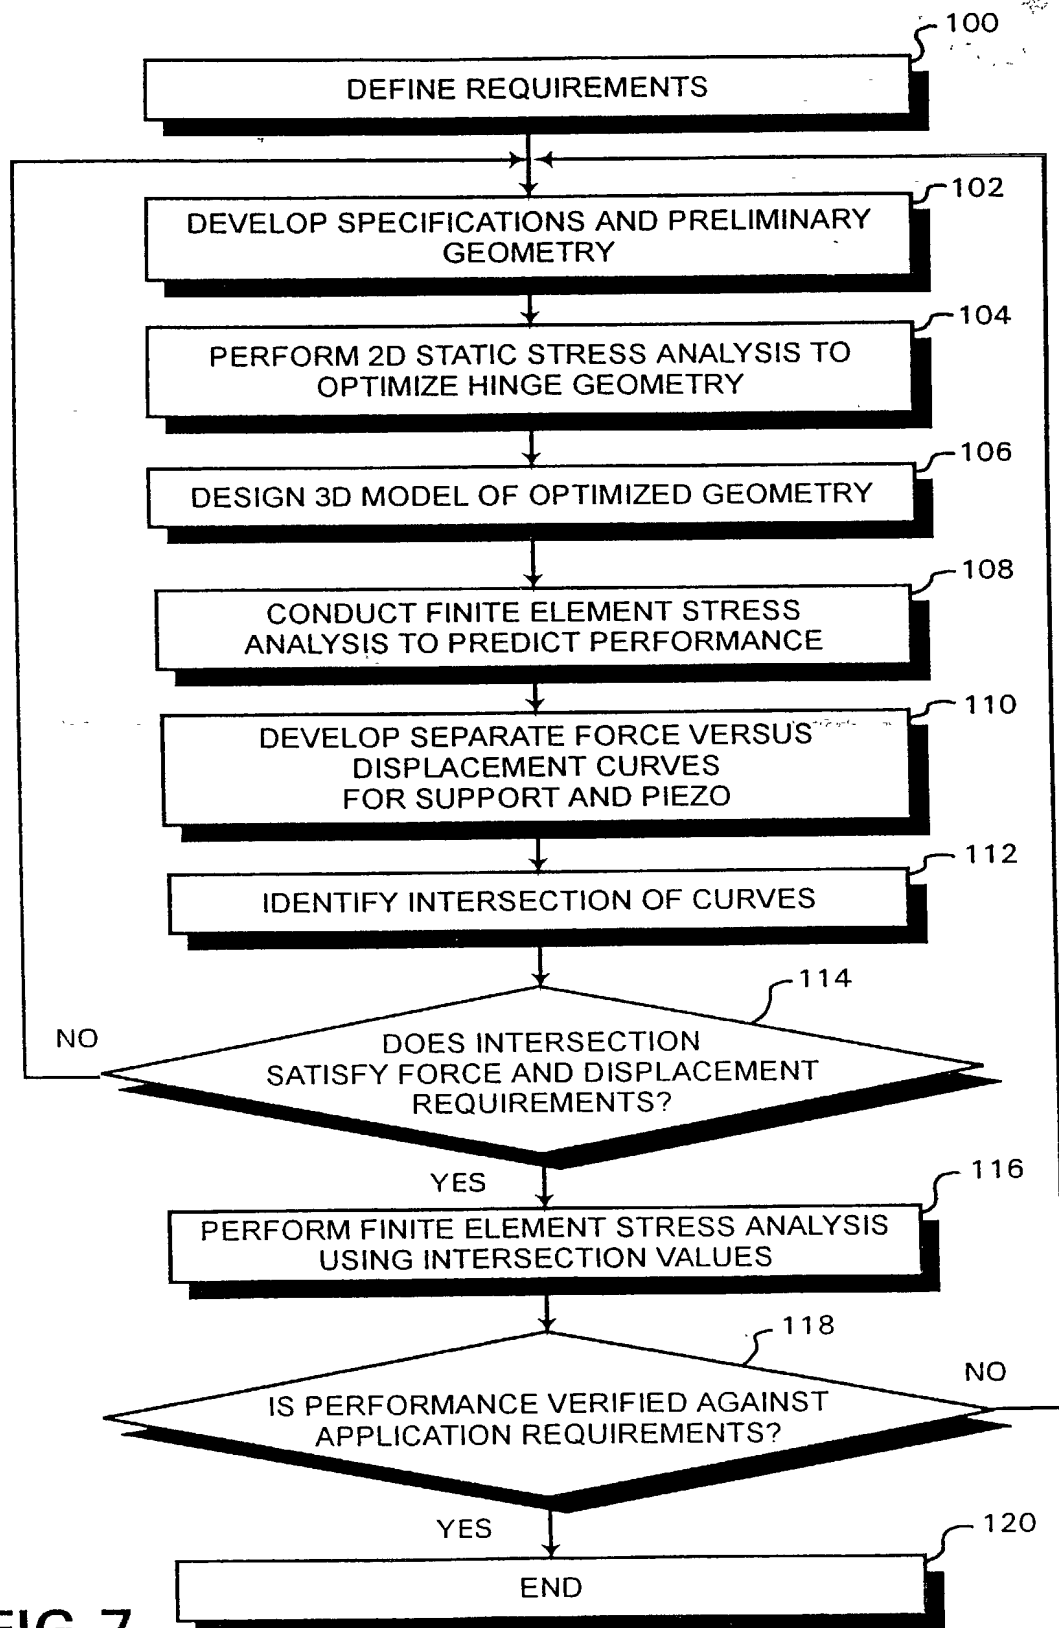 100
DEFINE REQUIREMENTS
102
DEVELOP SPECIFICATIONS AND PRELIMINARY
GEOMETRY
104
PERFORM 2D STATIC STRESS ANALYSIS TO
OPTIMIZE HINGE GEOMETRY
106
DESIGN 3D MODEL OF OPTIMIZED GEOMETRY
108
CONDUCT FINITE ELEMENT STRESS
ANALYSIS TO PREDICT PERFORMANCE
110
DEVELOP SEPARATE FORCE VERSUS
DISPLACEMENT CURVES
FOR SUPPORT AND PIEZO
112
IDENTIFY INTERSECTION OF CURVES
114
NO
DOES INTERSECTION
SATISFY FORCE AND DISPLACEMENT
REQUIREMENTS?
YES
116
PERFORM FINITE ELEMENT STRESS ANALYSIS
USING INTERSECTION VALUES
118
NO
IS PERFORMANCE VERIFIED AGAINST
APPLICATION REQUIREMENTS?
YES
120
END
FIG. 7